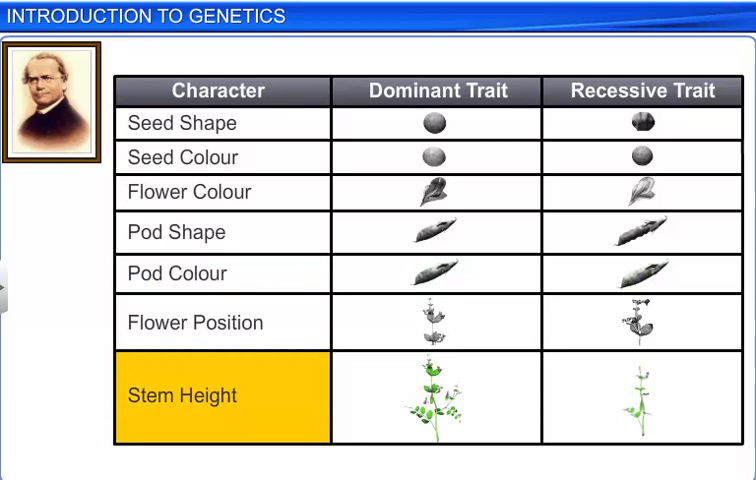 INTRODUCTION TO GENETICS
Character Dominant Trait Recessive Trait
Seed Shape
Seed Colour
Flower Colour
Pod Shape
Pod Colour
Flower Position
Stem Height